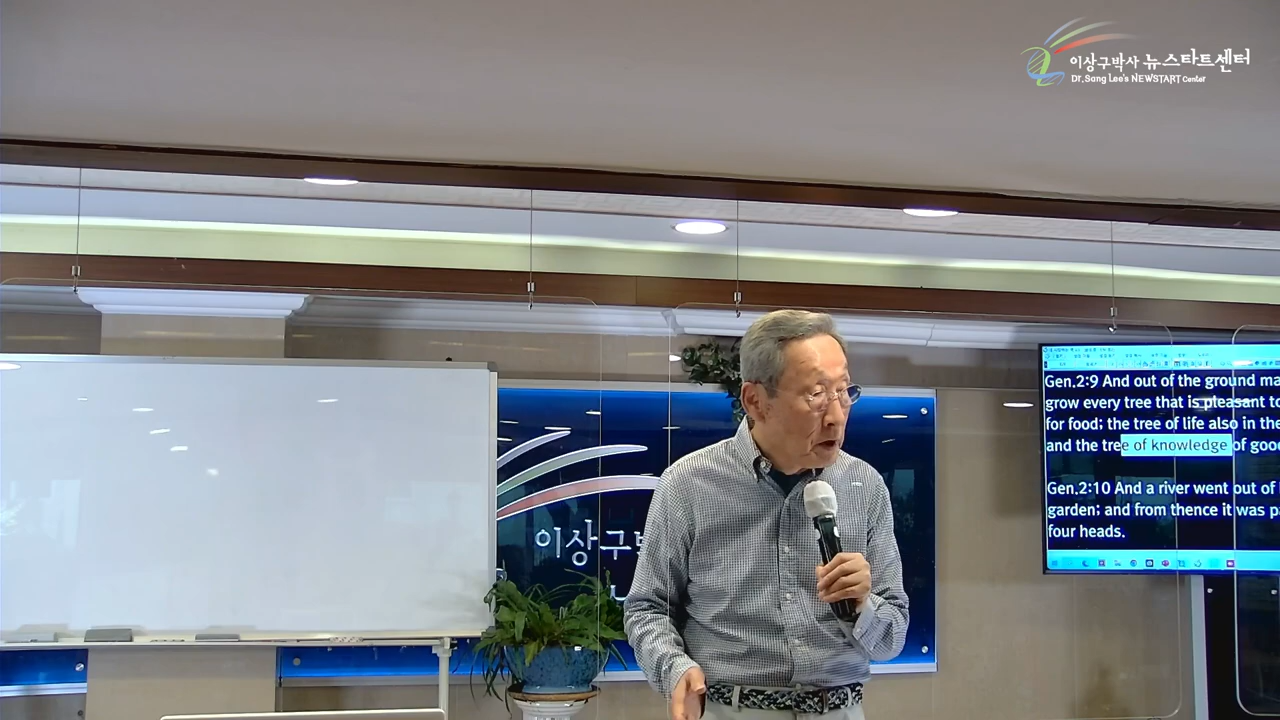 이상구박사 뉴스타트센터
Dr. Sang Lee's NEWSTART Center
Gen.2:9 And out of the ground ma
grow every tree that is pleasant to
for food; the tree of life also in the
and the tree of knowledge of good
Gen.2:10 And a river went out of
garden; and from thence it was pa
four heads.
이상구박